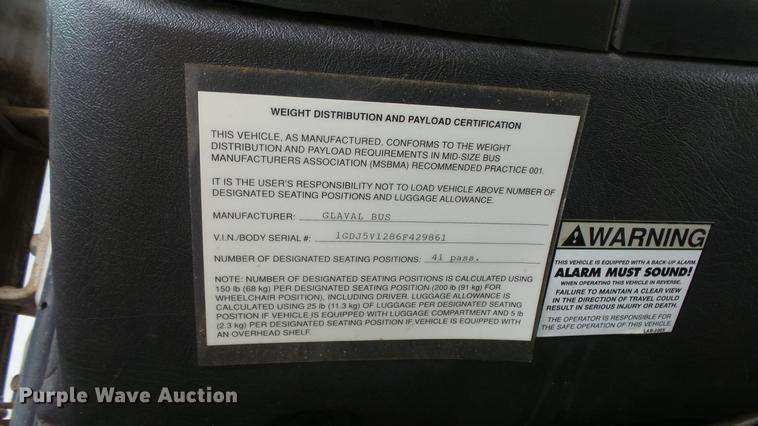 WEIGHT DISTRIBUTION AND PAYLOAD CERTIFICATION
THIS VEHICLE, AS MANUFACTURED, CONFORMS TO THE WEIGHT
DISTRIBUTION AND PAYLOAD REQUIREMENTS IN MID-SIZE BUS
MANUFACTURERS ASSOCIATION (MSBMA) RECOMMENDED PRACTICE 001.
IT IS THE USER'S RESPONSIBILITY NOT TO LOAD VEHICLE ABOVE NUMBER OF
DESIGNATED SEATING POSITIONS AND LUGGAGE ALLOWANCE.
MANUFACTURER: GLAVAL BUS
V.I.N./BODY SERIAL #: 1GDJ5V1286F429861
NUMBER OF DESIGNATED SEATING POSITIONS: 41 pass.
NOTE: NUMBER OF DESIGNATED SEATING POSITIONS IS CALCULATED USING
150 lb (68 kg) PER DESIGNATED SEATING POSITION (200 lb (91 kg) FOR
WHEELCHAIR POSITION), INCLUDING DRIVER. LUGGAGE ALLOWANCE IS
CALCULATED USING 25 lb (11.3 kg) OF LUGGAGE PER DESIGNATED SEATING
POSITION IF VEHICLE IS EQUIPPED WITH LUGGAGE COMPARTMENT AND 5 lb
(2.3 kg) PER DESIGNATED SEATING POSITION IF VEHICLE IS EQUIPPED WITH
AN OVERHEAD SHELF.
WARNING
THIS VEHICLE IS EQUIPPED WITH A BACK-UP ALARM
ALARM MUST SOUND!
WHEN OPERATING THIS VEHICLE IN REVERSE.
FAILURE TO MAINTAIN A CLEAR VIEW
IN THE DIRECTION OF TRAVEL COULD
RESULT IN SERIOUS INJURY OR DEATH.
THE OPERATOR IS RESPONSIBLE FOR
THE SAFE OPERATION OF THIS VEHICLE.
Purple Wave Auction